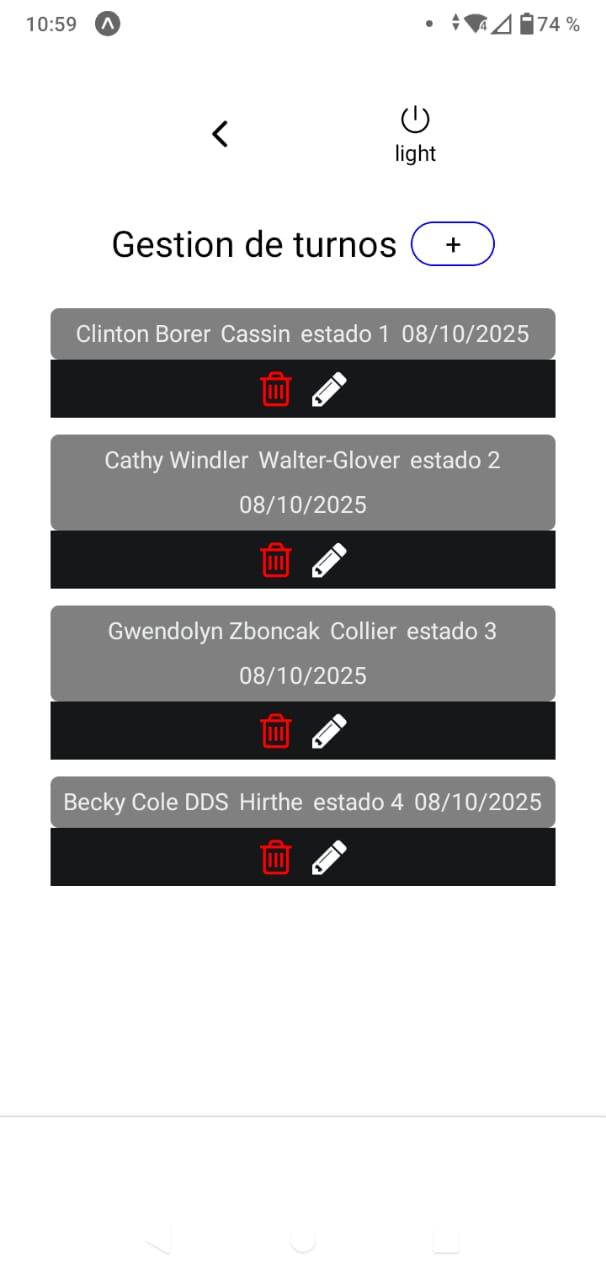 10:59 4 74 %
light
Gestion de turnos +
Clinton Borer Cassin estado 1 08/10/2025
Cathy Windler Walter-Glover estado 2
08/10/2025
Gwendolyn Zboncak Collier estado 3
08/10/2025
Becky Cole DDS Hirthe estado 4 08/10/2025